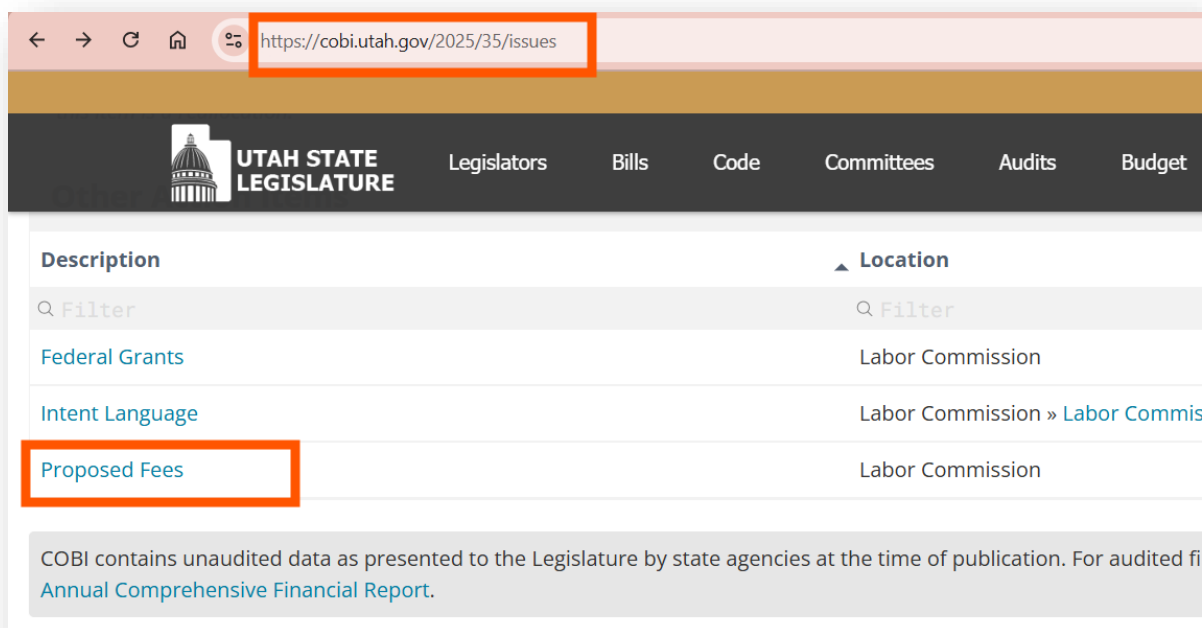 https://cobi.utah.gov/2025/35/issues
UTAH STATE
LEGISLATURE
Legislators Bills Code Committees Audits Budget
Other Action Items
Description Location
Filter Filter
Federal Grants Labor Commission
Intent Language Labor Commission » Labor Commis
Proposed Fees Labor Commission
COBI contains unaudited data as presented to the Legislature by state agencies at the time of publication. For audited fi
Annual Comprehensive Financial Report.